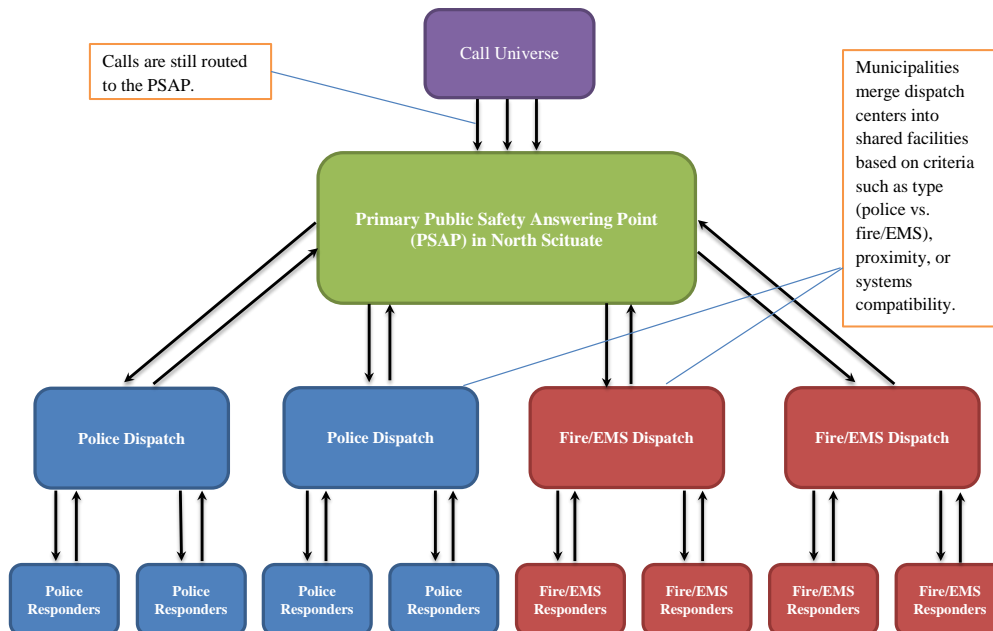 Call Universe
Calls are still routed
to the PSAP.
Municipalities
merge dispatch
centers into
shared facilities
based on criteria
such as type
(police vs.
fire/EMS),
proximity, or
systems
compatibility.
Primary Public Safety Answering Point
(PSAP) in North Scituate
Police Dispatch
Police Dispatch
Fire/EMS Dispatch
Fire/EMS Dispatch
Police
Responders
Police
Responders
Police
Responders
Police
Responders
Fire/EMS
Responders
Fire/EMS
Responders
Fire/EMS
Responders
Fire/EMS
Responders